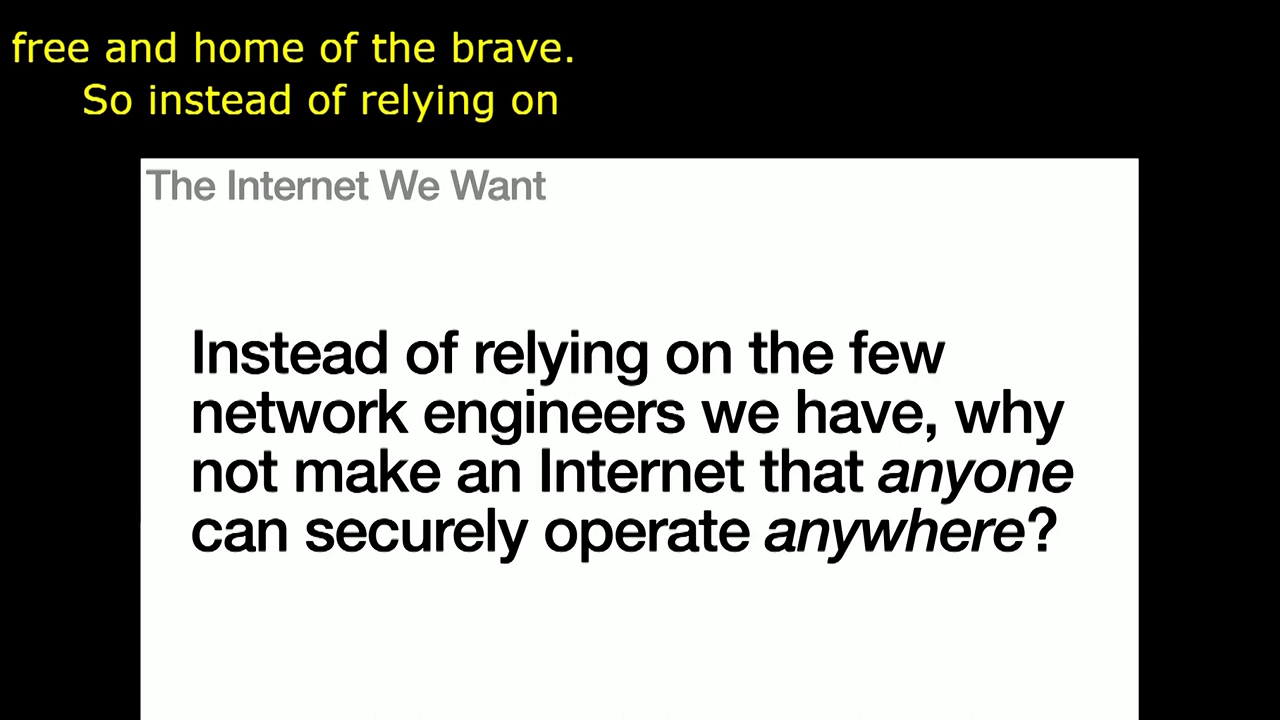 free and home of the brave.
So instead of relying on
The Internet We Want
Instead of relying on the few
network engineers we have, why
not make an Internet that anyone
can securely operate anywhere?